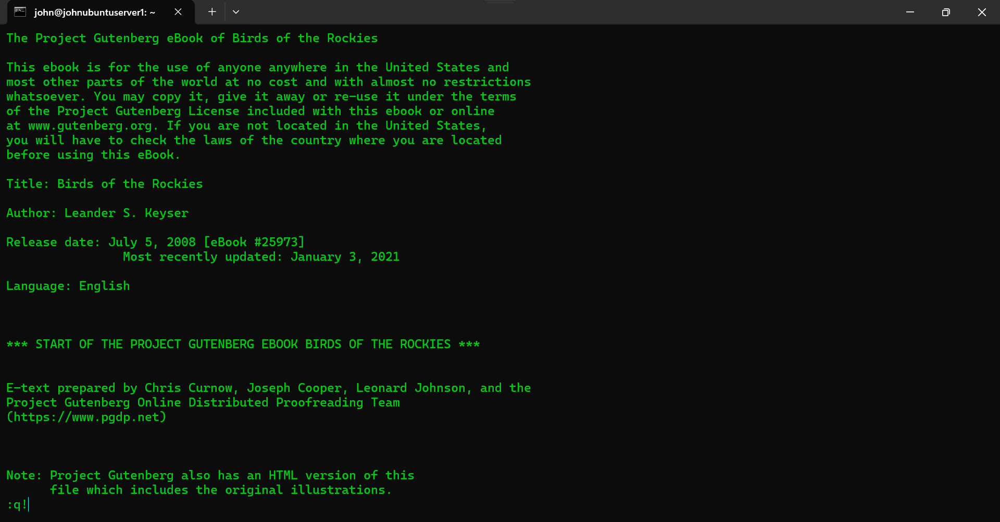 john@johnubuntuserver1: ~
The Project Gutenberg eBook of Birds of the Rockies
This ebook is for the use of anyone anywhere in the United States and
most other parts of the world at no cost and with almost no restrictions
whatsoever. You may copy it, give it away or re-use it under the terms
of the Project Gutenberg License included with this ebook or online
at www.gutenberg.org. If you are not located in the United States,
you will have to check the laws of the country where you are located
before using this eBook.
Title: Birds of the Rockies
Author: Leander S. Keyser
Release date: July 5, 2008 [eBook #25973]
Most recently updated: January 3, 2021
Language: English
*** START OF THE PROJECT GUTENBERG EBOOK BIRDS OF THE ROCKIES ***
E-text prepared by Chris Curnow, Joseph Cooper, Leonard Johnson, and the
Project Gutenberg Online Distributed Proofreading Team
(https://www.pgdp.net)
Note: Project Gutenberg also has an HTML version of this
file which includes the original illustrations.
:q!